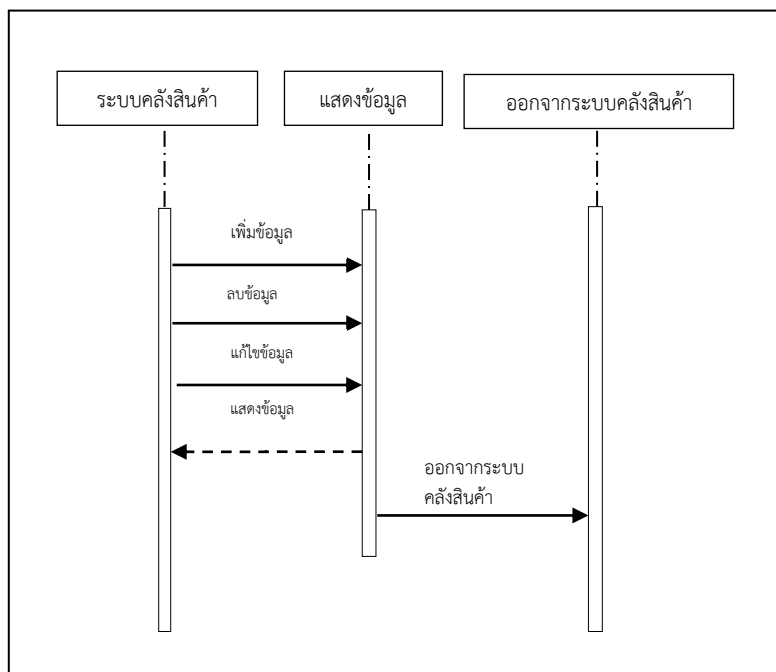 ระบบคลังสินค้า
แสดงข้อมูล
ออกจากระบบคลังสินค้า
เพิ่มข้อมูล
ลบข้อมูล
แก้ไขข้อมูล
แสดงข้อมูล
ออกจากระบบ
คลังสินค้า